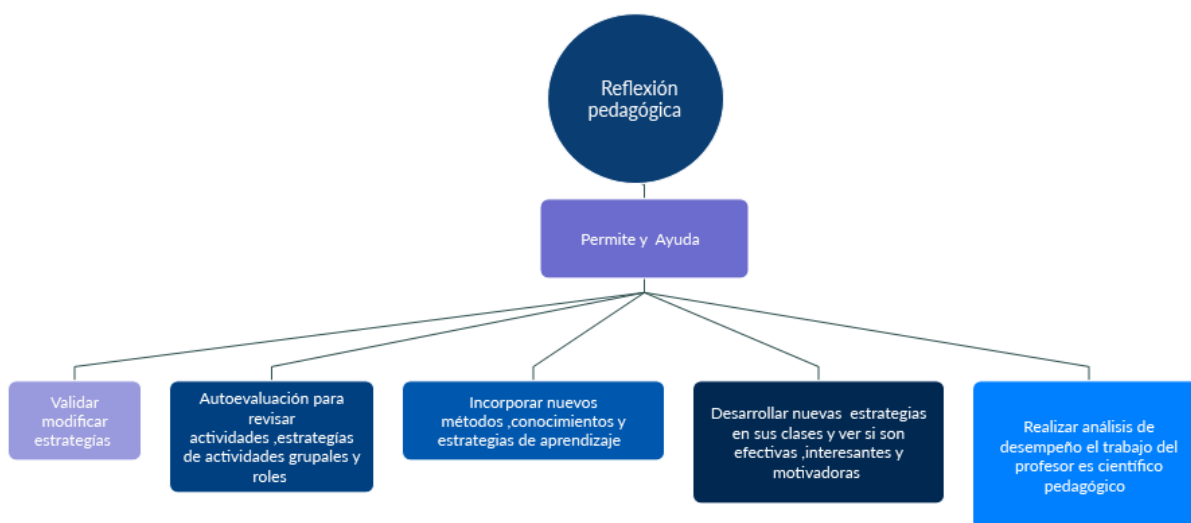 Reflexión
pedagógica
Permite y Ayuda
Validar
modificar
estrategías
Autoevaluación para
revisar
actividades ,estrategías
de actividades grupales y
roles
Incorporar nuevos
métodos ,conocimientos y
estrategias de aprendizaje
Desarrollar nuevas estrategias
en sus clases y ver si son
efectivas ,interesantes y
motivadoras
Realizar análisis de
desempeño el trabajo del
profesor es científico
pedagógico